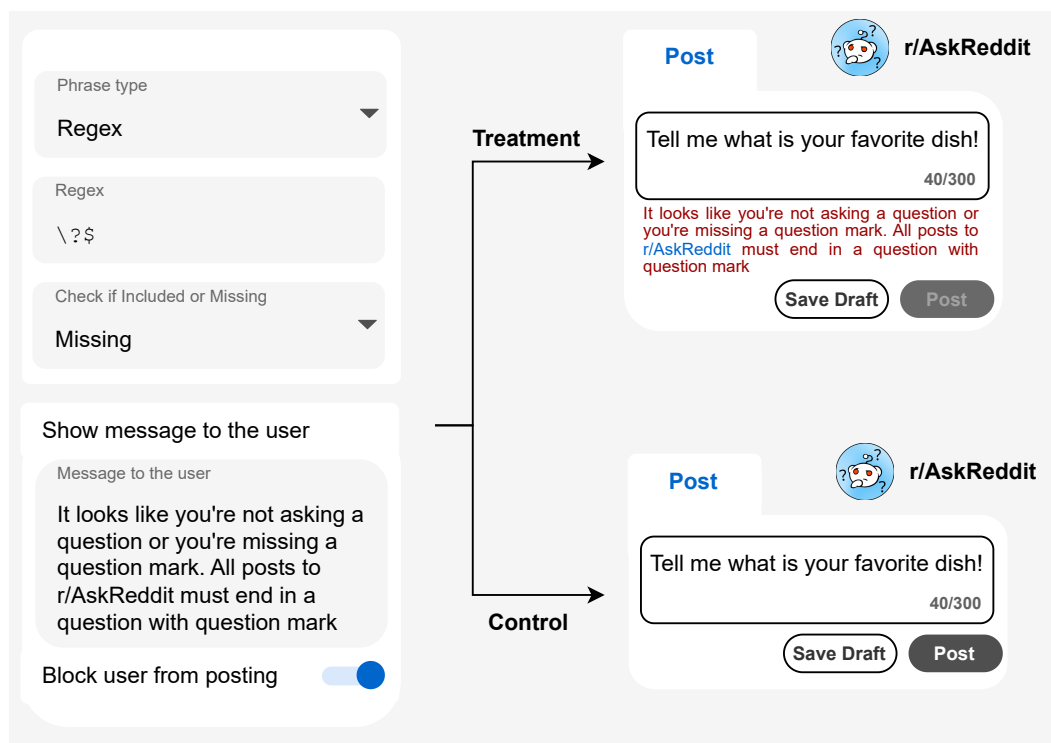 Phrase type
Regex
Regex
\?$
Check if Included or Missing
Missing
Show message to the user
Message to the user
It looks like you're not asking a
question or you're missing a
question mark. All posts to
r/AskReddit must end in a
question with question mark
Block user from posting
Treatment
Control
Post
r/AskReddit
Tell me what is your favorite dish!
40/300
It looks like you're not asking a question or
you're missing a question mark. All posts to
r/AskReddit must end in a question with
question mark
Save Draft
Post
Post
r/AskReddit
Tell me what is your favorite dish!
40/300
Save Draft
Post